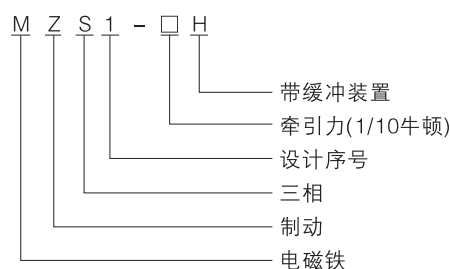 MZS1-□H
带缓冲装置
牵引力(1/10牛顿)
设计序号
三相
制动
电磁铁